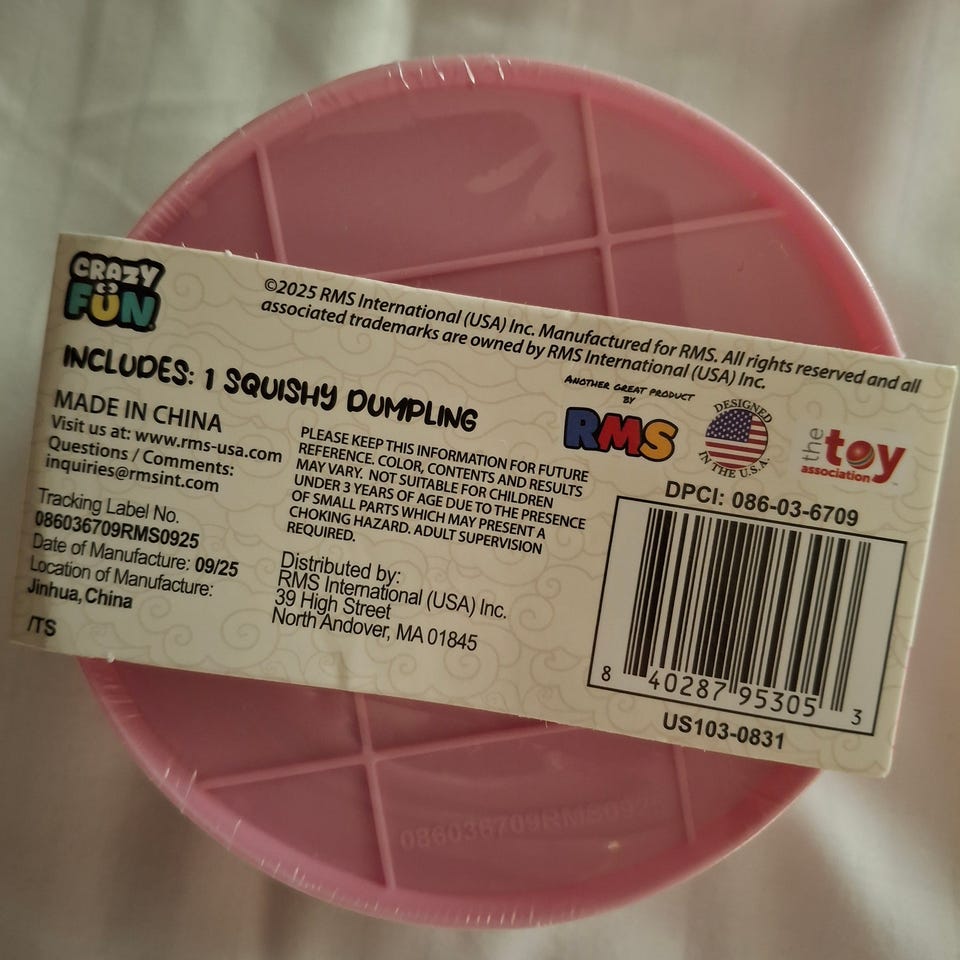 CRAZY
FUN
©2025 RMS International (USA) Inc. Manufactured for RMS. All rights reserved and all
associated trademarks are owned by RMS International (USA) Inc.
INCLUDES: 1 SQUISHY DUMPLING
MADE IN CHINA
Visit us at: www.rms-usa.com
Questions / Comments:
inquiries@rmsint.com
Tracking Label No.
086036709RMS0925
Date of Manufacture: 09/25
Location of Manufacture:
Jinhua, China
/TS
PLEASE KEEP THIS INFORMATION FOR FUTURE
REFERENCE. COLOR, CONTENTS AND RESULTS
MAY VARY. NOT SUITABLE FOR CHILDREN
UNDER 3 YEARS OF AGE DUE TO THE PRESENCE
OF SMALL PARTS WHICH MAY PRESENT A
CHOKING HAZARD. ADULT SUPERVISION
REQUIRED.
Distributed by:
RMS International (USA) Inc.
39 High Street
North Andover, MA 01845
ANOTHER GREAT PRODUCT
BY
RMS
DESIGNED
IN THE U.S.A.
the toy
association
™
DPCI: 086-03-6709
8 40287 95305 3
US103-0831
086036709RMS0925